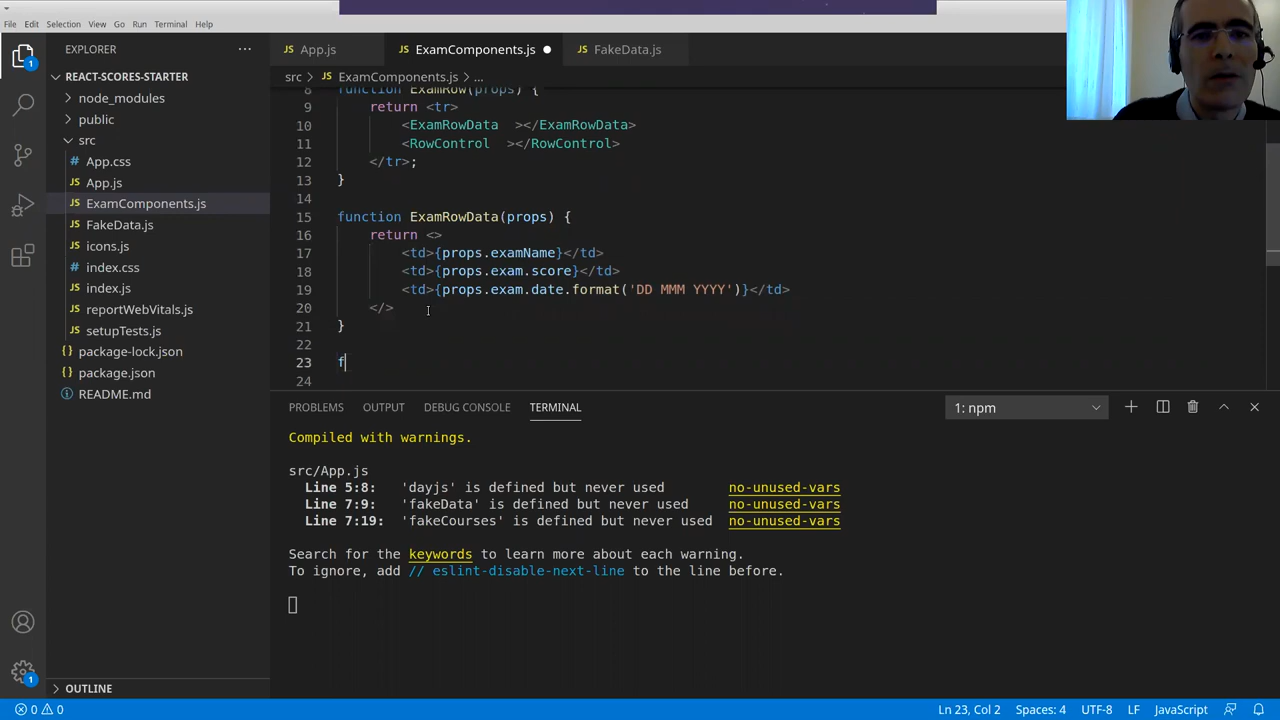 File Edit Selection View Go Run Terminal Help
EXPLORER
REACT-SCORES-STARTER
node_modules
public
src
App.css
App.js
ExamComponents.js
FakeData.js
icons.js
index.css
index.js
reportWebVitals.js
setupTests.js
package-lock.json
package.json
README.md
OUTLINE
1
1
App.js
ExamComponents.js
FakeData.js
src > ExamComponents.js > ...
8 function ExamRow(props) {
9 return <tr>
10 <ExamRowData ></ExamRowData>
11 <RowControl ></RowControl>
12 </tr>;
13 }
14
15 function ExamRowData(props) {
16 return <>
17 <td>{props.examName}</td>
18 <td>{props.exam.score}</td>
19 <td>{props.exam.date.format('DD MMM YYYY')}</td>
20 </>
21 }
22
23 f
24
PROBLEMS OUTPUT DEBUG CONSOLE TERMINAL 1: npm
Compiled with warnings.
src/App.js
Line 5:8: 'dayjs' is defined but never used no-unused-vars
Line 7:9: 'fakeData' is defined but never used no-unused-vars
Line 7:19: 'fakeCourses' is defined but never used no-unused-vars
Search for the keywords to learn more about each warning.
To ignore, add // eslint-disable-next-line to the line before.
0 0 Ln 23, Col 2 Spaces: 4 UTF-8 LF JavaScript